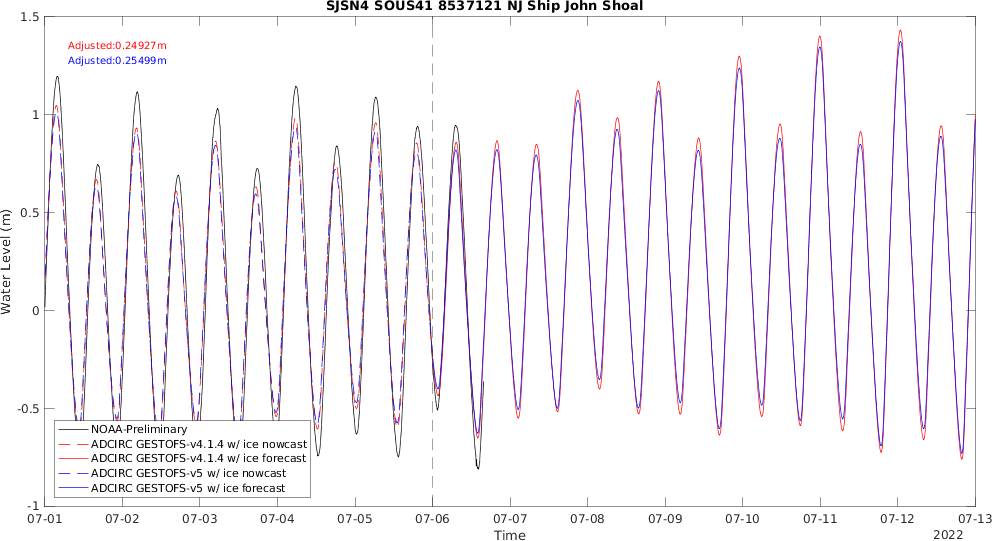 SJSN4 SOUS41 8537121 NJ Ship John Shoal
Adjusted:0.24927m
Adjusted:0.25499m
Water Level (m)
1.5
1
0.5
0
-0.5
-1
NOAA-Preliminary
ADCIRC GESTOFS-v4.1.4 w/ ice nowcast
ADCIRC GESTOFS-v4.1.4 w/ ice forecast
ADCIRC GESTOFS-v5 w/ ice nowcast
ADCIRC GESTOFS-v5 w/ ice forecast
07-01 07-02 07-03 07-04 07-05 07-06 07-07 07-08 07-09 07-10 07-11 07-12 07-13
Time
2022